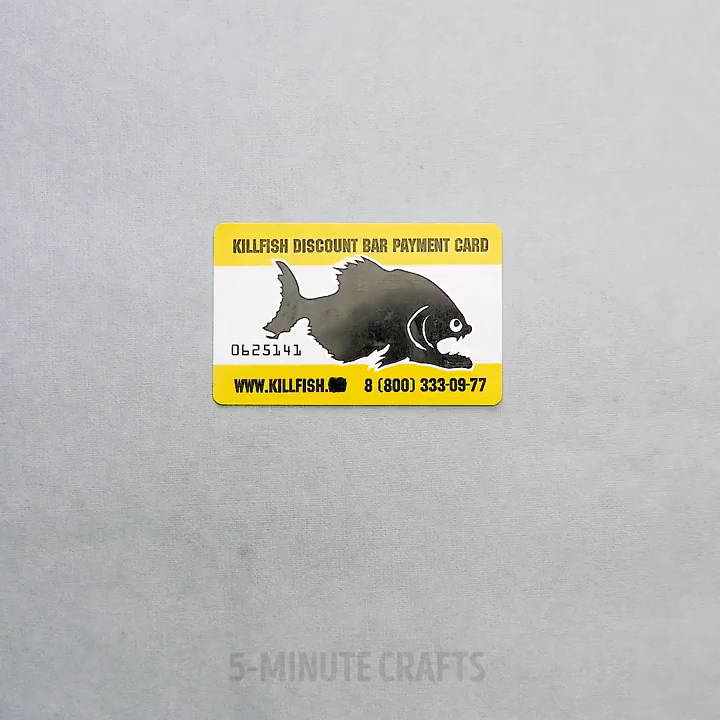 KILLFISH DISCOUNT BAR PAYMENT CARD
0625141
WWW.KILLFISH. 8 (800) 333-09-77
5-MINUTE CRAFTS